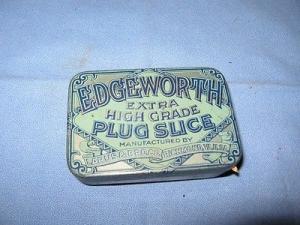 EDGEWORTH
EXTRA
HIGH GRADE
PLUG SLICE
MANUFACTURED BY